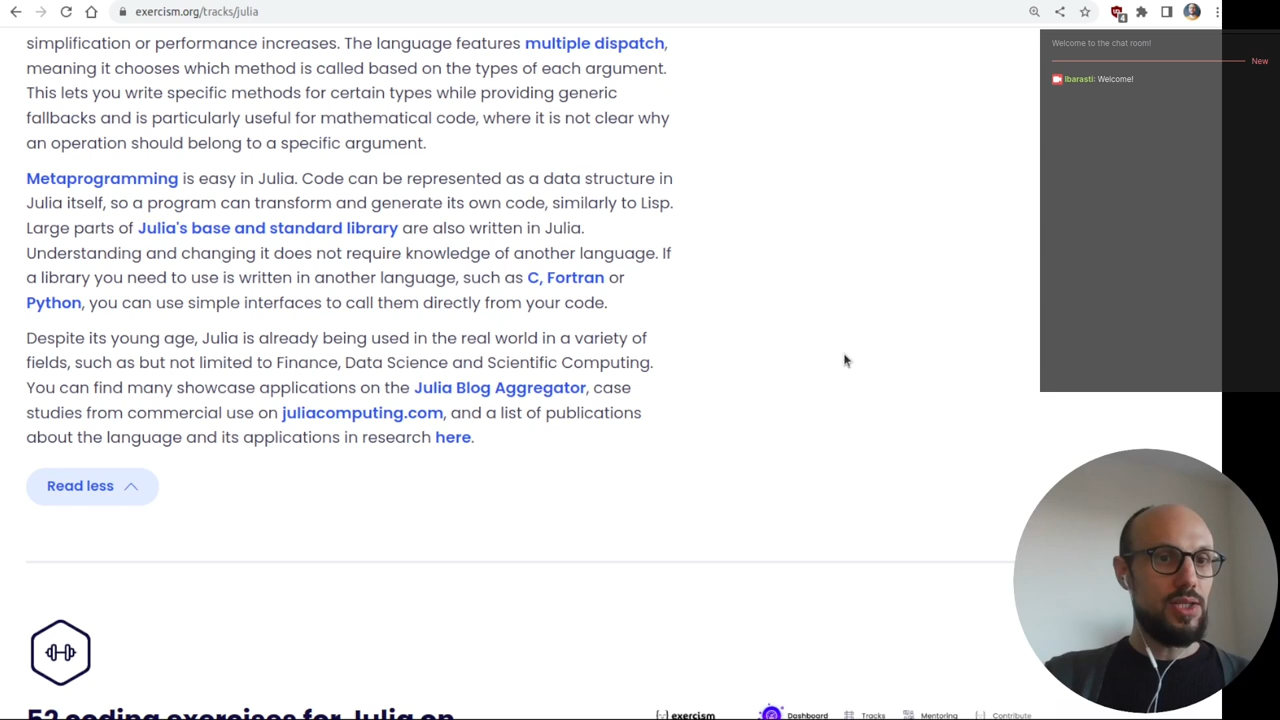 exercism.org/tracks/julia
4
simplification or performance increases. The language features multiple dispatch,
meaning it chooses which method is called based on the types of each argument.
This lets you write specific methods for certain types while providing generic
fallbacks and is particularly useful for mathematical code, where it is not clear why
an operation should belong to a specific argument.
Metaprogramming is easy in Julia. Code can be represented as a data structure in
Julia itself, so a program can transform and generate its own code, similarly to Lisp.
Large parts of Julia's base and standard library are also written in Julia.
Understanding and changing it does not require knowledge of another language. If
a library you need to use is written in another language, such as C, Fortran or
Python, you can use simple interfaces to call them directly from your code.
Despite its young age, Julia is already being used in the real world in a variety of
fields, such as but not limited to Finance, Data Science and Scientific Computing.
You can find many showcase applications on the Julia Blog Aggregator, case
studies from commercial use on juliacomputing.com, and a list of publications
about the language and its applications in research here.
Read less
52 coding exercises for Julia on
exercism Dashboard Tracks Mentoring Contribute
Welcome to the chat room!
New
lbarasti: Welcome!